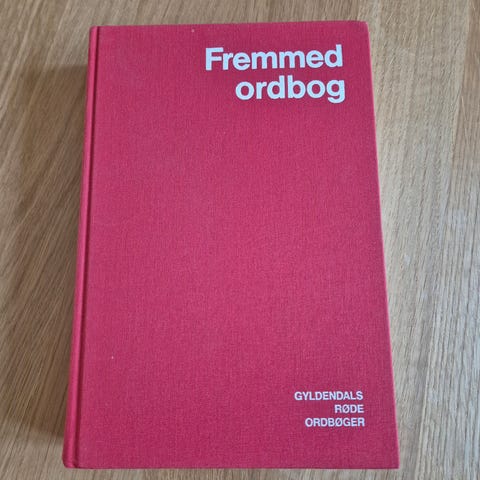 Fremmed
ordbog
GYLDENDALS
RØDE
ORDBØGER